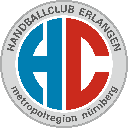 HANDBALLCLUB ERLANGEN
HC
metropolregion nürnberg